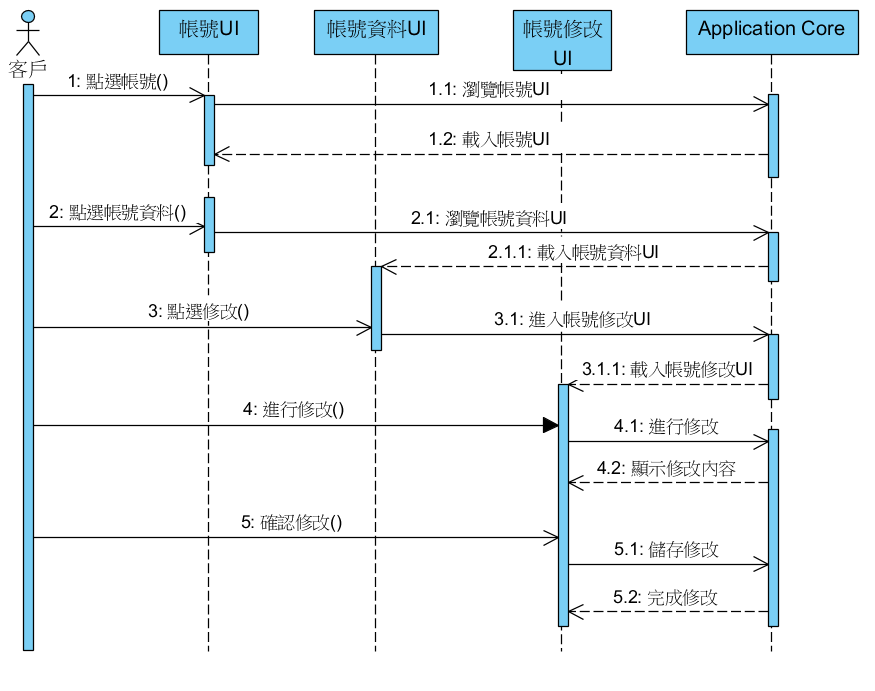 帳號UI
帳號資料UI
帳號修改
UI
Application Core
客戶
1: 點選帳號()
1.1: 瀏覽帳號UI
1.2: 載入帳號UI
2: 點選帳號資料()
2.1: 瀏覽帳號資料UI
2.1.1: 載入帳號資料UI
3: 點選修改()
3.1: 進入帳號修改UI
3.1.1: 載入帳號修改UI
4: 進行修改()
4.1: 進行修改
4.2: 顯示修改內容
5: 確認修改()
5.1: 儲存修改
5.2: 完成修改